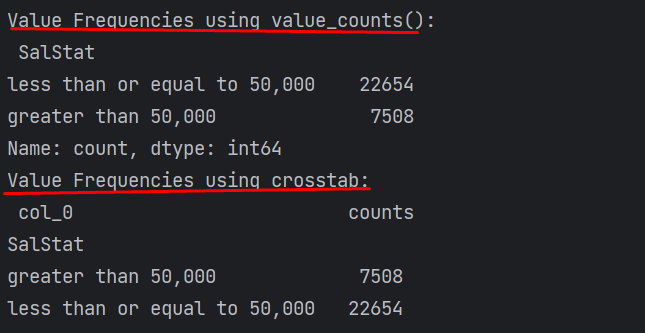 Value Frequencies using value_counts():
SalStat
less than or equal to 50,000    22654
greater than 50,000              7508
Name: count, dtype: int64
Value Frequencies using crosstab:
col_0                         counts
SalStat
greater than 50,000             7508
less than or equal to 50,000   22654